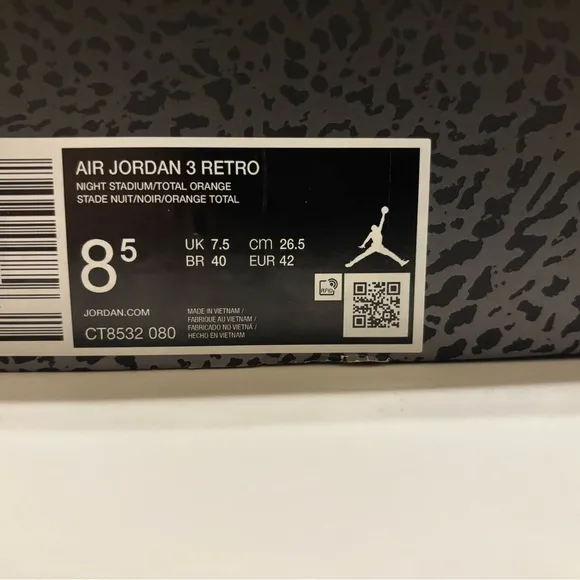 AIR JORDAN 3 RETRO
NIGHT STADIUM/TOTAL ORANGE
STADE NUIT/NOIR/ORANGE TOTAL
8⁵
UK 7.5 cm 26.5
BR 40 EUR 42
RFID
JORDAN.COM
CT8532 080
MADE IN VIETNAM /
FABRIQUE AU VIETNAM /
FABRICADO NO VIETNÃ /
HECHO EN VIETNAM